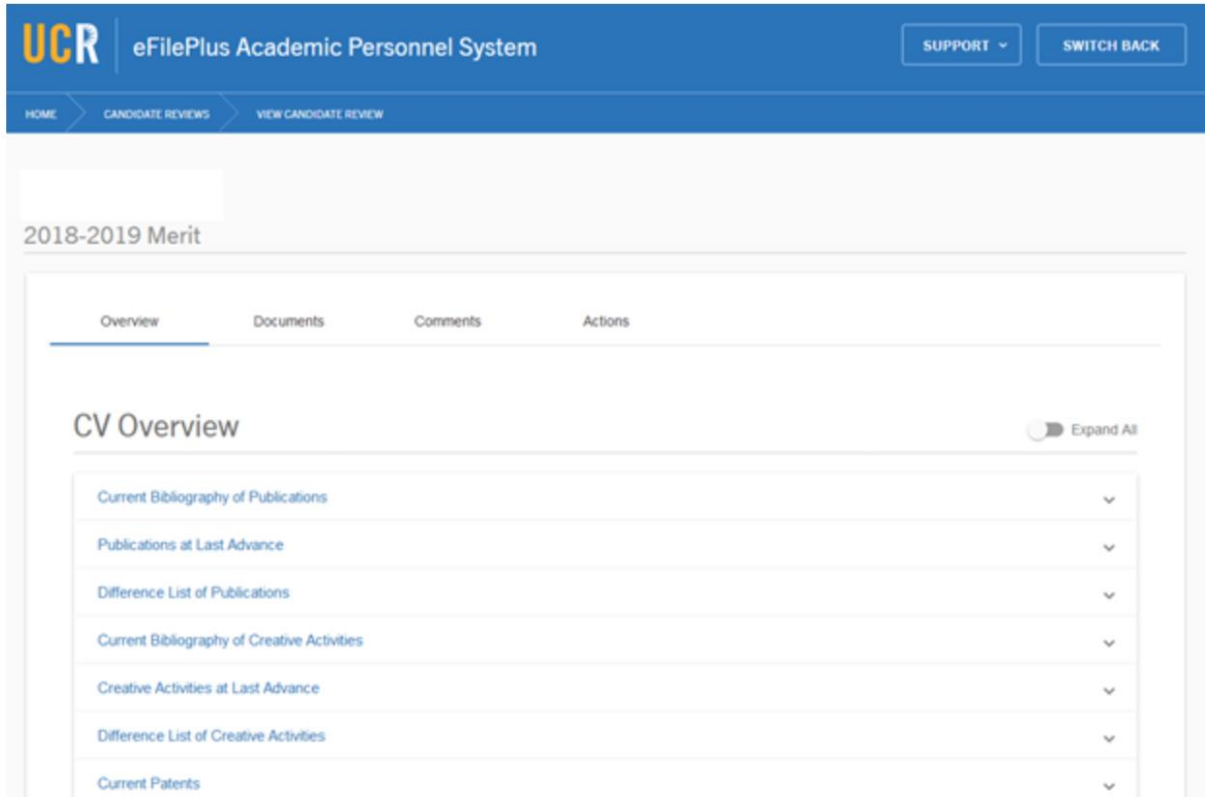 UCR eFilePlus Academic Personnel System SUPPORT SWITCH BACK
HOME CANDIDATE REVIEWS VIEW CANDIDATE REVIEW
2018-2019 Merit
Overview Documents Comments Actions
CV Overview Expand All
Current Bibliography of Publications
Publications at Last Advance
Difference List of Publications
Current Bibliography of Creative Activities
Creative Activities at Last Advance
Difference List of Creative Activities
Current Patents